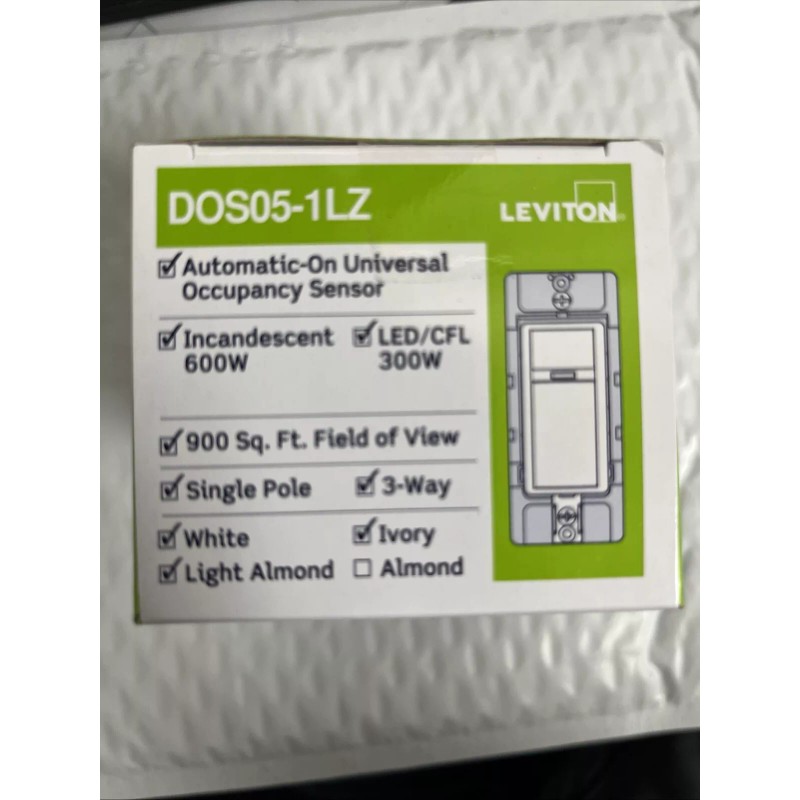 DOS05-1LZ
LEVITON®
Automatic-On Universal
Occupancy Sensor
Incandescent LED/CFL
600W 300W
900 Sq. Ft. Field of View
Single Pole 3-Way
White Ivory
Light Almond Almond